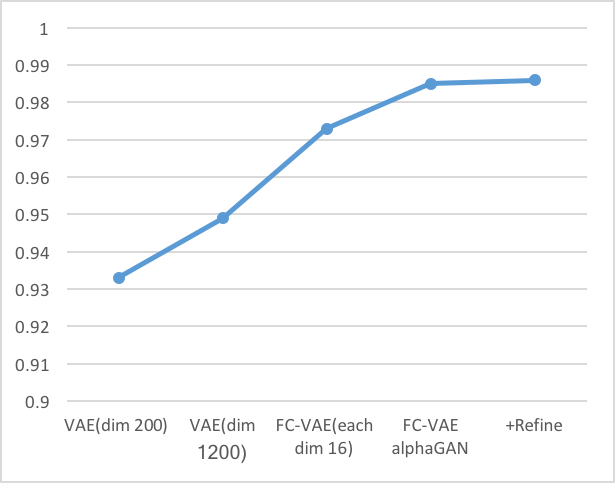 1
0.99
0.98
0.97
0.96
0.95
0.94
0.93
0.92
0.91
0.9
VAE(dim 200)
VAE(dim
1200)
FC-VAE(each
dim 16)
FC-VAE
alphaGAN
+Refine